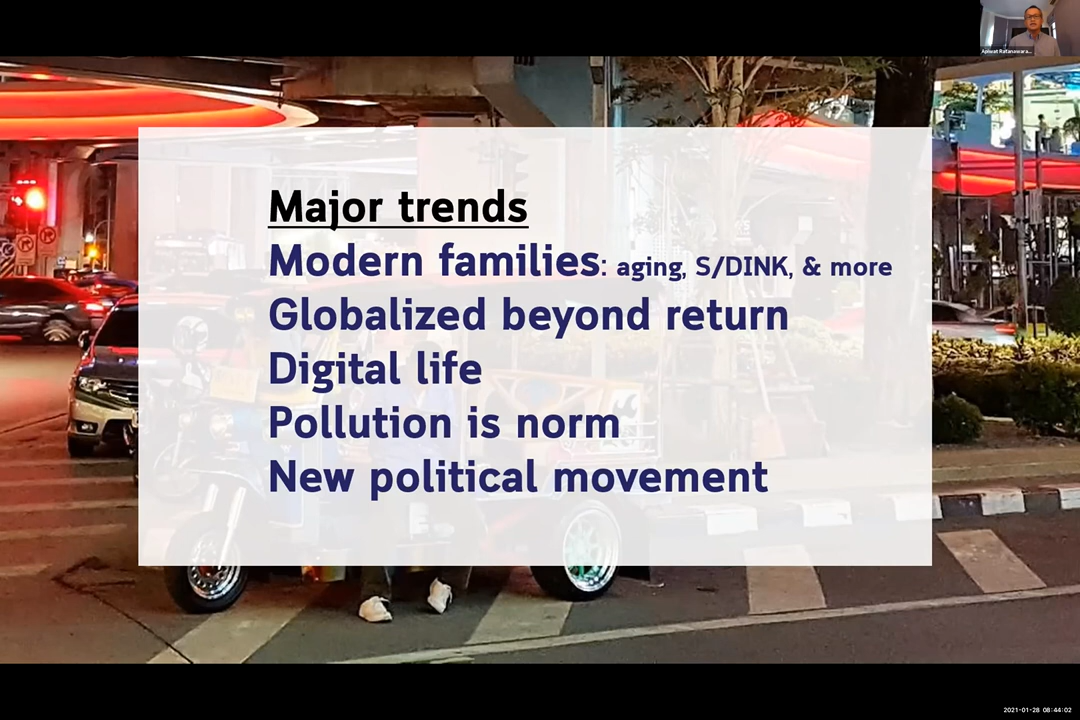 Major trends
Modern families: aging, S/DINK, & more
Globalized beyond return
Digital life
Pollution is norm
New political movement
2021-01-28 08:44:02